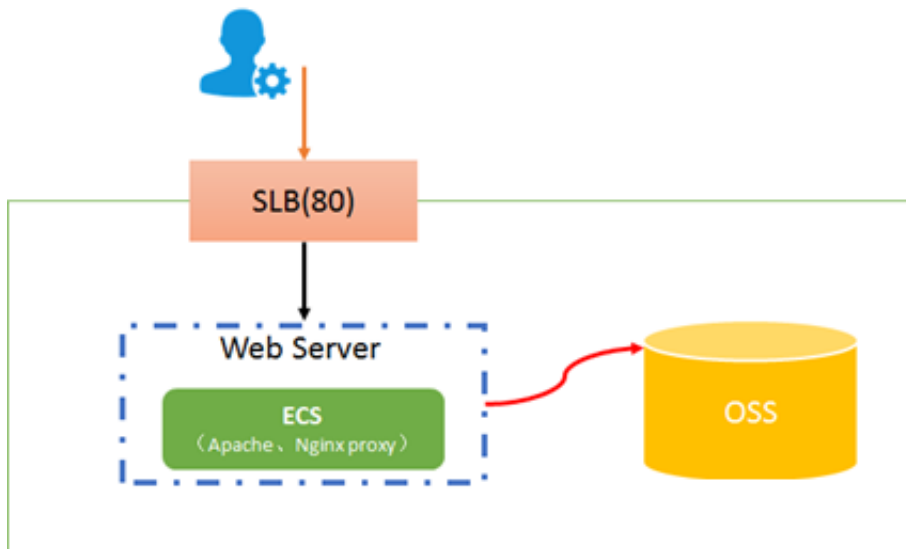 SLB(80)
Web Server
ECS
（Apache、Nginx proxy）
OSS